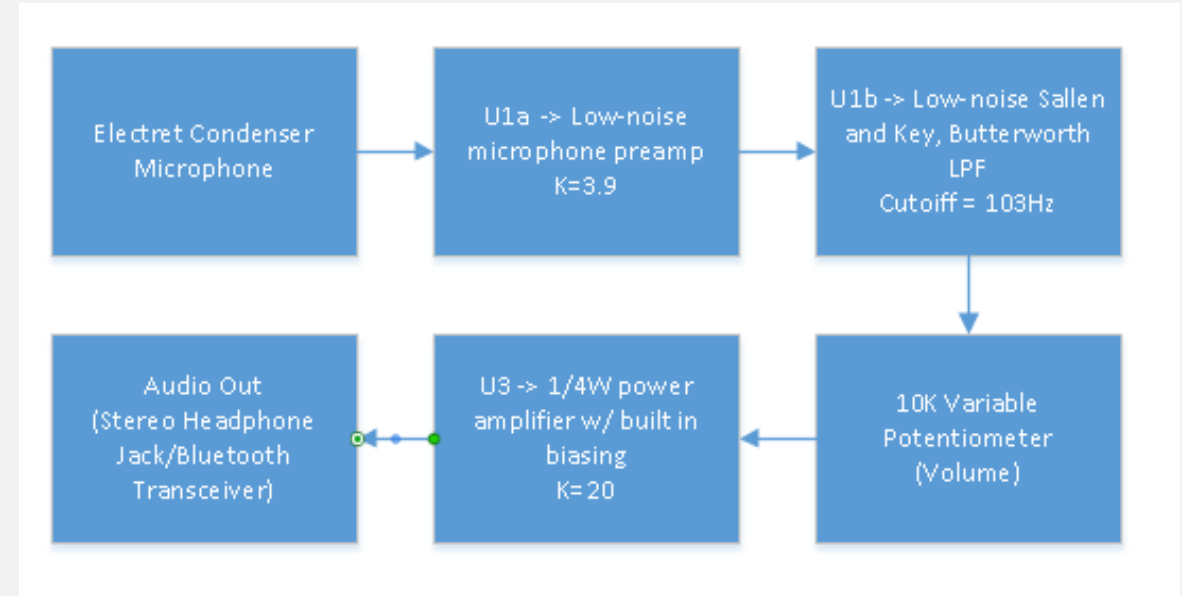 Electret Condenser
Microphone
U1a -> Low-noise
microphone preamp
K=3.9
U1b -> Low-noise Sallen
and Key, Butterworth
LPF
Cutoiff = 103Hz
Audio Out
(Stereo Headphone
Jack/Bluetooth
Transceiver)
U3 -> 1/4W power
amplifier w/ built in
biasing
K=20
10K Variable
Potentiometer
(Volume)